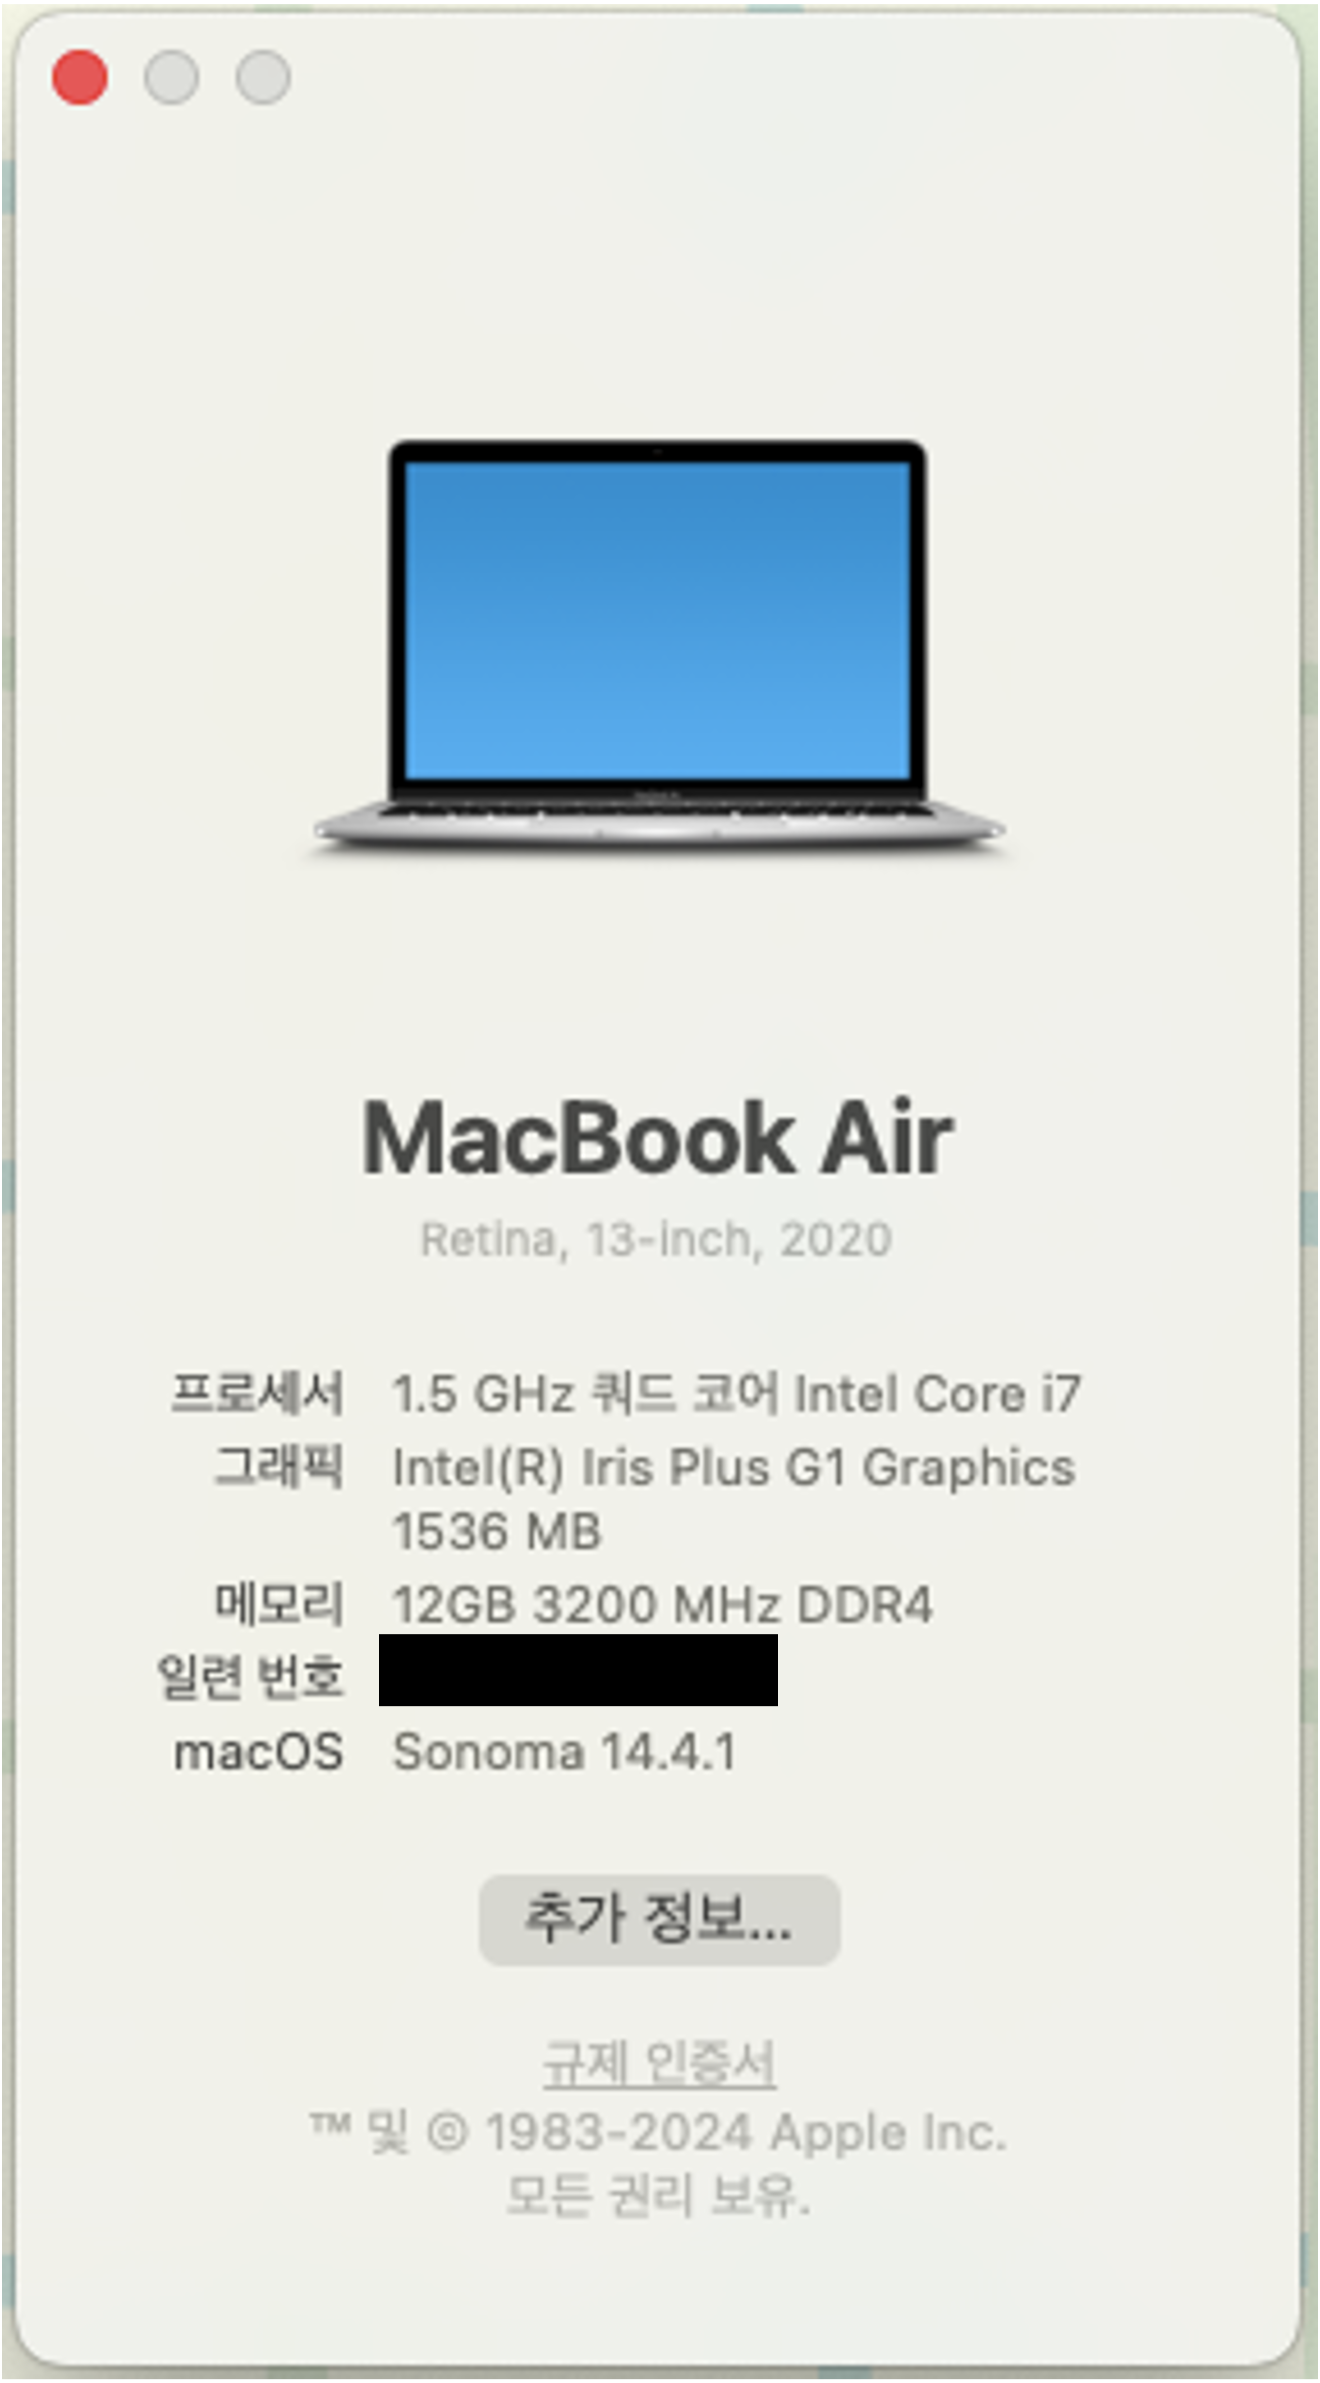 MacBook Air
Retina, 13-inch, 2020
프로세서 1.5 GHz 쿼드 코어 Intel Core i7
그래픽 Intel(R) Iris Plus G1 Graphics
1536 MB
메모리 12GB 3200 MHz DDR4
일련 번호
macOS Sonoma 14.4.1
추가 정보...
규제 인증서
™ 및 © 1983-2024 Apple Inc.
모든 권리 보유.